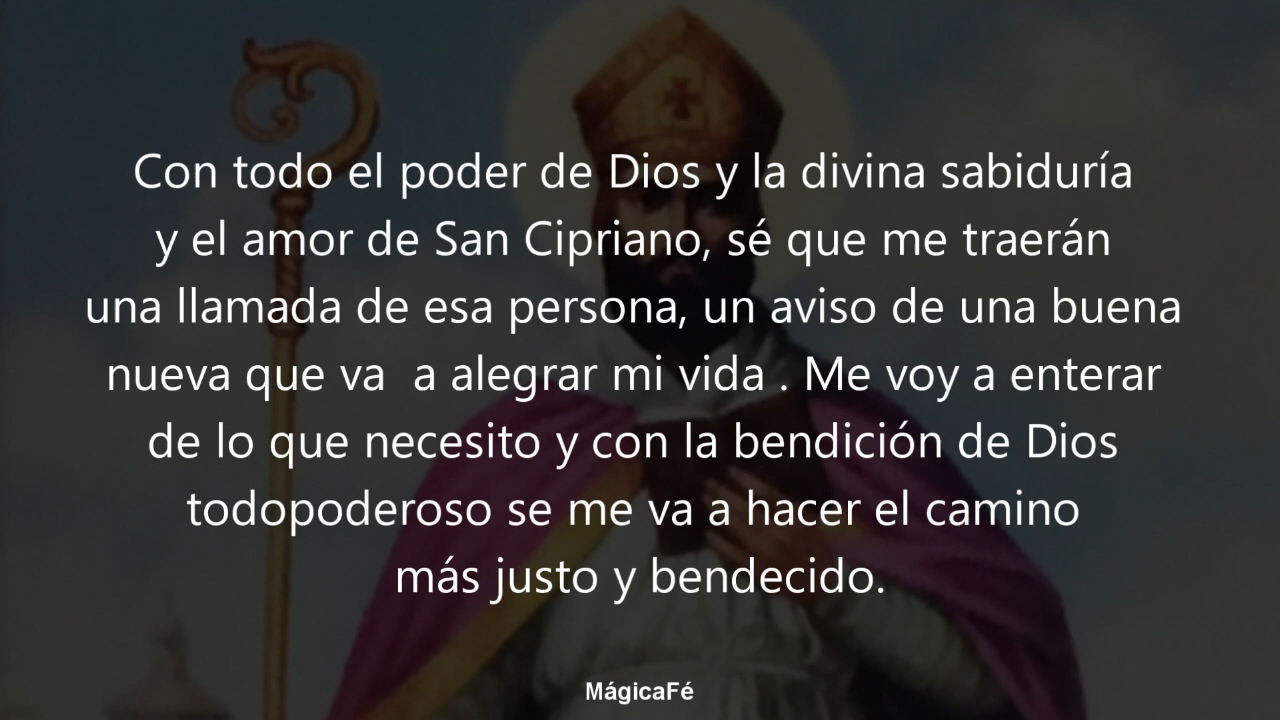 Con todo el poder de Dios y la divina sabiduría
y el amor de San Cipriano, sé que me traerán
una llamada de esa persona, un aviso de una buena
nueva que va  a alegrar mi vida . Me voy a enterar
de lo que necesito y con la bendición de Dios
todopoderoso se me va a hacer el camino
más justo y bendecido.
MágicaFé